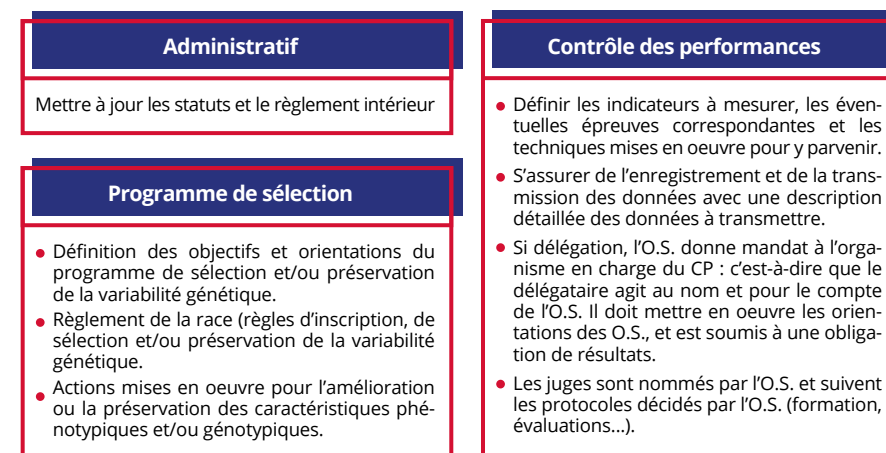 Administratif
Mettre à jour les statuts et le règlement intérieur
Programme de sélection
Définition des objectifs et orientations du
programme de sélection et/ou préservation
de la variabilité génétique.
Règlement de la race (règles d’inscription, de
sélection et/ou préservation de la variabilité
génétique.
Actions mises en oeuvre pour l’amélioration
ou la préservation des caractéristiques phé-
notypiques et/ou génotypiques.
Contrôle des performances
Définir les indicateurs à mesurer, les éven-
tuelles épreuves correspondantes et les
techniques mises en oeuvre pour y parvenir.
S’assurer de l’enregistrement et de la trans-
mission des données avec une description
détaillée des données à transmettre.
Si délégation, l’O.S. donne mandat à l’orga-
nisme en charge du CP : c’est-à-dire que le
délégataire agit au nom et pour le compte
de l’O.S. Il doit mettre en oeuvre les orien-
tations des O.S., et est soumis à une obliga-
tion de résultats.
Les juges sont nommés par l’O.S. et suivent
les protocoles décidés par l’O.S. (formation,
évaluations...).